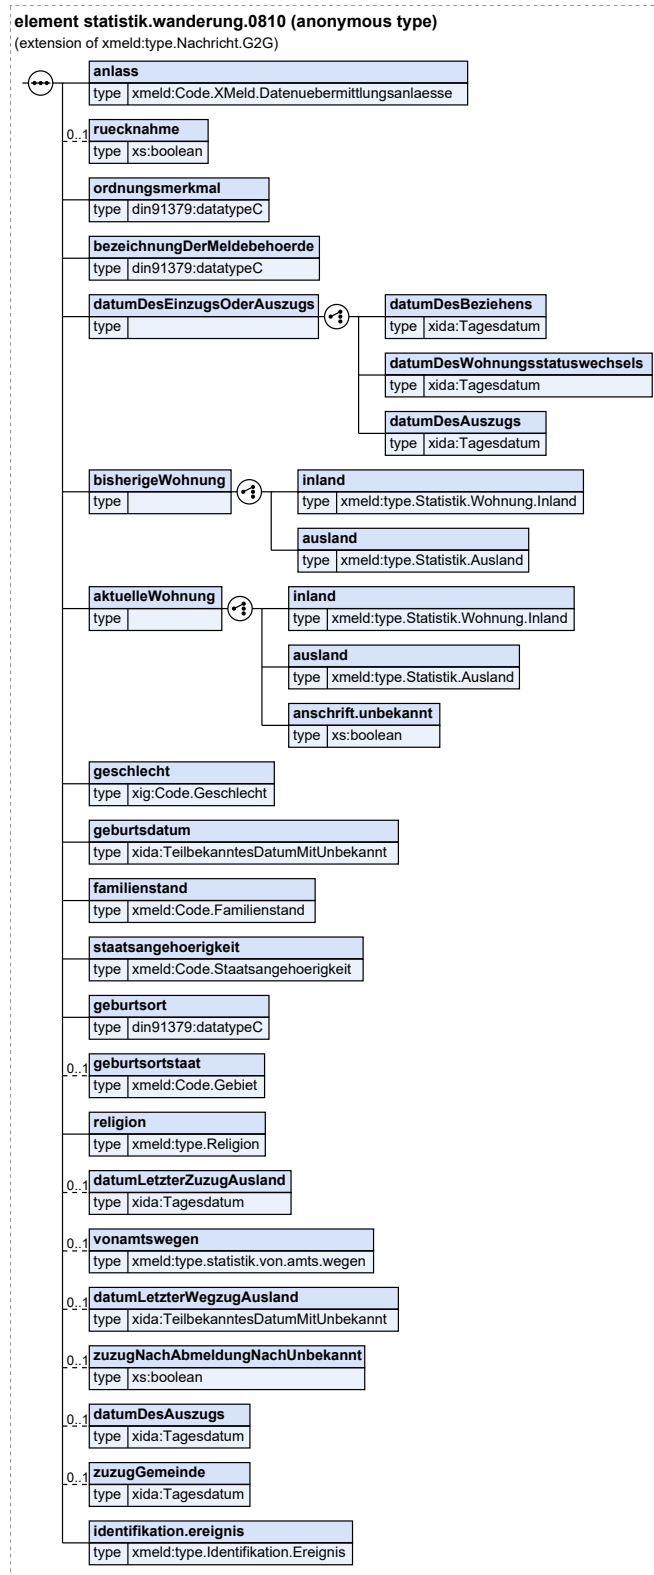 element statistik.wanderung.0810 (anonymous type)
(extension of xmeld:type.Nachricht.G2G)
anlass
type xmeld:Code.XMeld.Datenuebermittlungsanlaesse
0..1 ruecknahme
type xs:boolean
ordnungsmerkmal
type din91379:datatypeC
bezeichnungDerMeldebehoerde
type din91379:datatypeC
datumDesEinzugsOderAuszugs
type
datumDesBeziehens
type xida:Tagesdatum
datumDesWohnungsstatuswechsels
type xida:Tagesdatum
datumDesAuszugs
type xida:Tagesdatum
bisherigeWohnung
type
inland
type xmeld:type.Statistik.Wohnung.Inland
ausland
type xmeld:type.Statistik.Ausland
aktuelleWohnung
type
inland
type xmeld:type.Statistik.Wohnung.Inland
ausland
type xmeld:type.Statistik.Ausland
anschrift.unbekannt
type xs:boolean
geschlecht
type xig:Code.Geschlecht
geburtsdatum
type xida:TeilbekanntesDatumMitUnbekannt
familienstand
type xmeld:Code.Familienstand
staatsangehoerigkeit
type xmeld:Code.Staatsangehoerigkeit
geburtsort
type din91379:datatypeC
0..1 geburtsortstaat
type xmeld:Code.Gebiet
religion
type xmeld:type.Religion
0..1 datumLetzterZuzugAusland
type xida:Tagesdatum
0..1 vonamtswegen
type xmeld:type.statistik.von.amts.wegen
0..1 datumLetzterWegzugAusland
type xida:TeilbekanntesDatumMitUnbekannt
0..1 zuzugNachAbmeldungNachUnbekannt
type xs:boolean
0..1 datumDesAuszugs
type xida:Tagesdatum
0..1 zuzugGemeinde
type xida:Tagesdatum
identifikation.ereignis
type xmeld:type.Identifikation.Ereignis